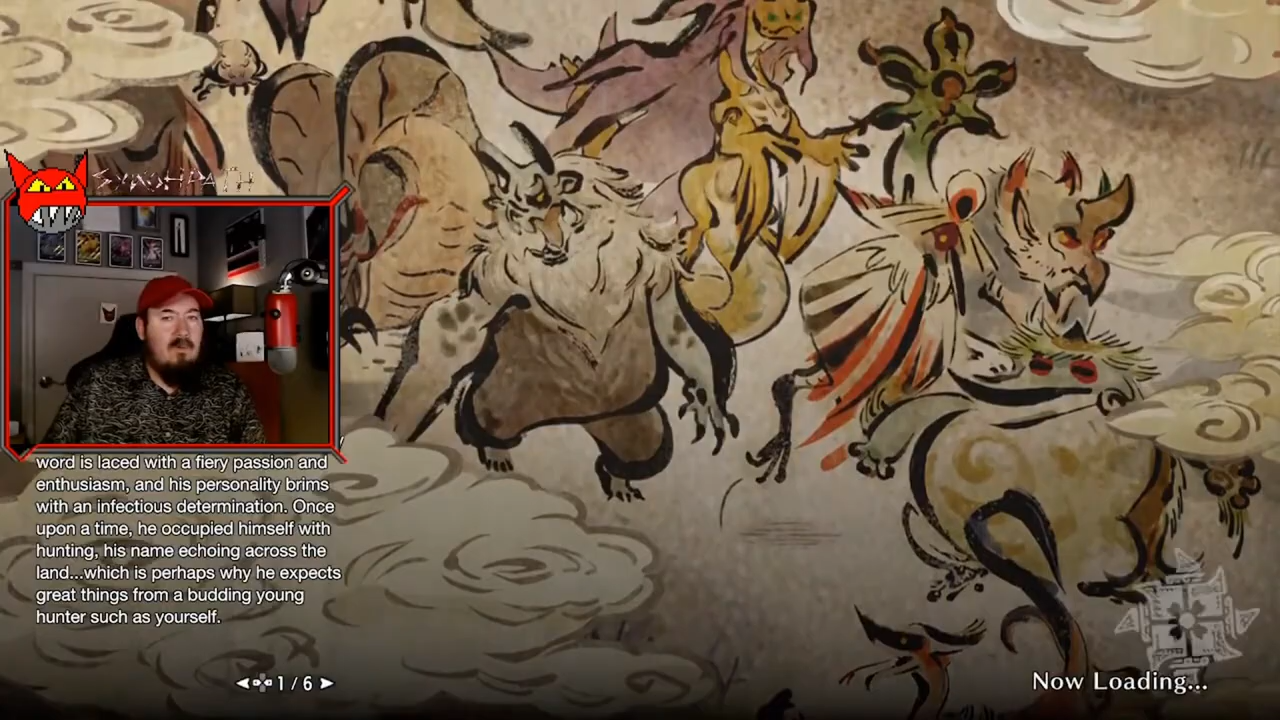 word is laced with a fiery passion and
enthusiasm, and his personality brims
with an infectious determination. Once
upon a time, he occupied himself with
hunting, his name echoing across the
land...which is perhaps why he expects
great things from a budding young
hunter such as yourself.
1 / 6
Now Loading...